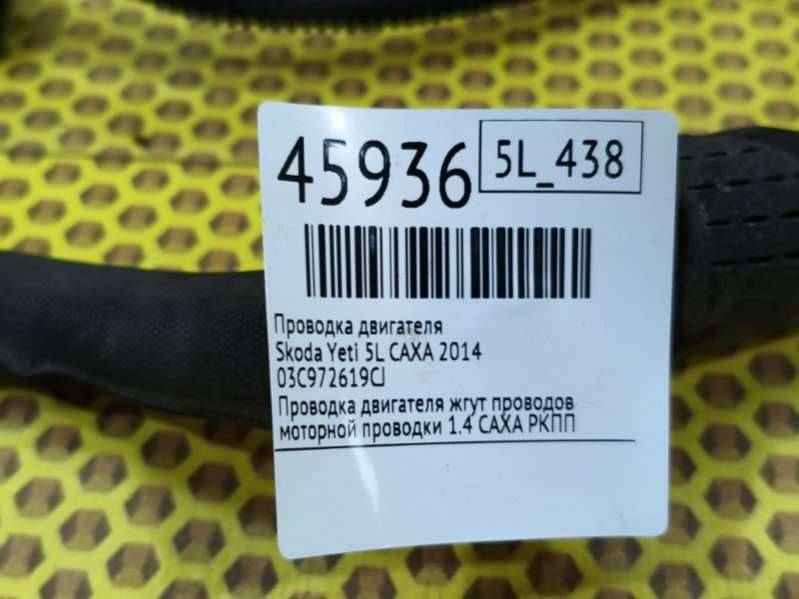 45936
5L_438
Проводка двигателя
Skoda Yeti 5L CAXA 2014
03C972619CJ
Проводка двигателя жгут проводов
моторной проводки 1.4 CAXA РКПП